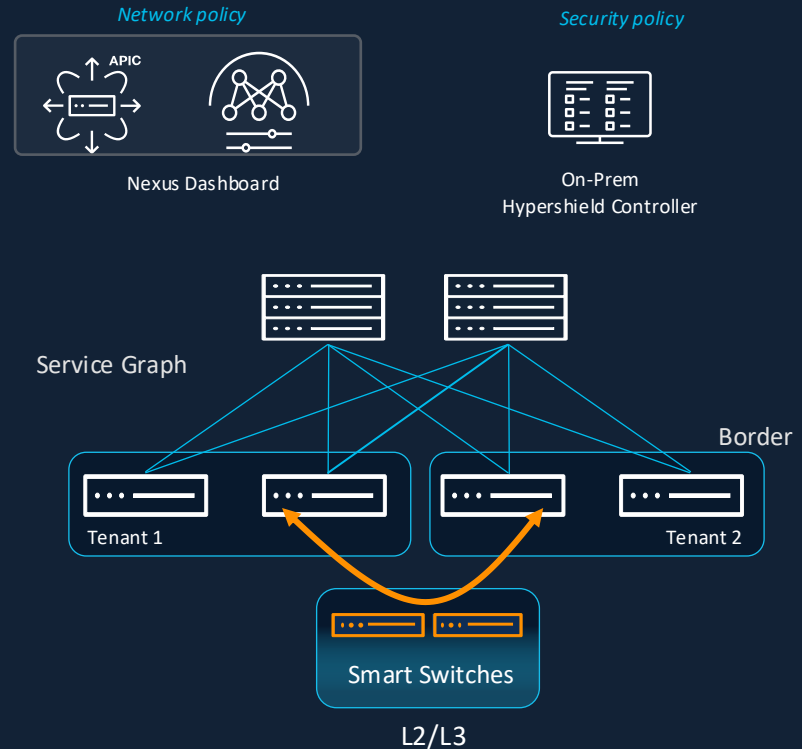 Network policy
Security policy
APIC
Nexus Dashboard
On-Prem
Hypershield Controller
Service Graph
Border
Tenant 1
Tenant 2
Smart Switches
L2/L3